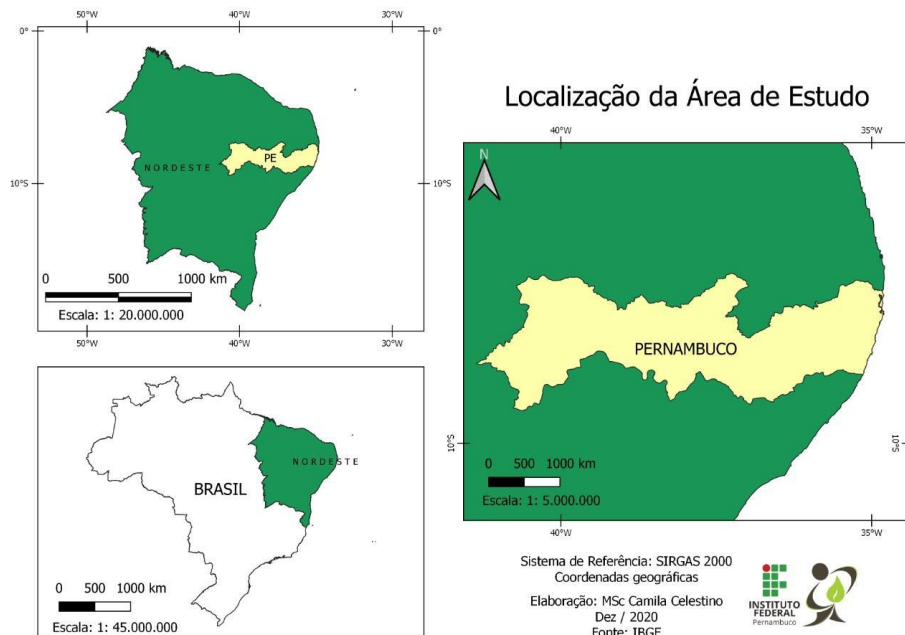 50°W 40°W 30°W
0° 0°
NORDESTE
PE
10°S 10°S
0 500 1000 km
Escala: 1: 20.000.000
50°W 40°W 30°W
BRASIL
NORDESTE
0 500 1000 km
Escala: 1: 45.000.000
Localização da Área de Estudo
40°W 35°W
N
PERNAMBUCO
10°S 10°S
0 500 1000 km
Escala: 1: 5.000.000
40°W 35°W
Sistema de Referência: SIRGAS 2000
Coordenadas geográficas
Elaboração: MSc Camila Celestino
Dez / 2020
Fonte: IBGE
INSTITUTO
FEDERAL
Pernambuco